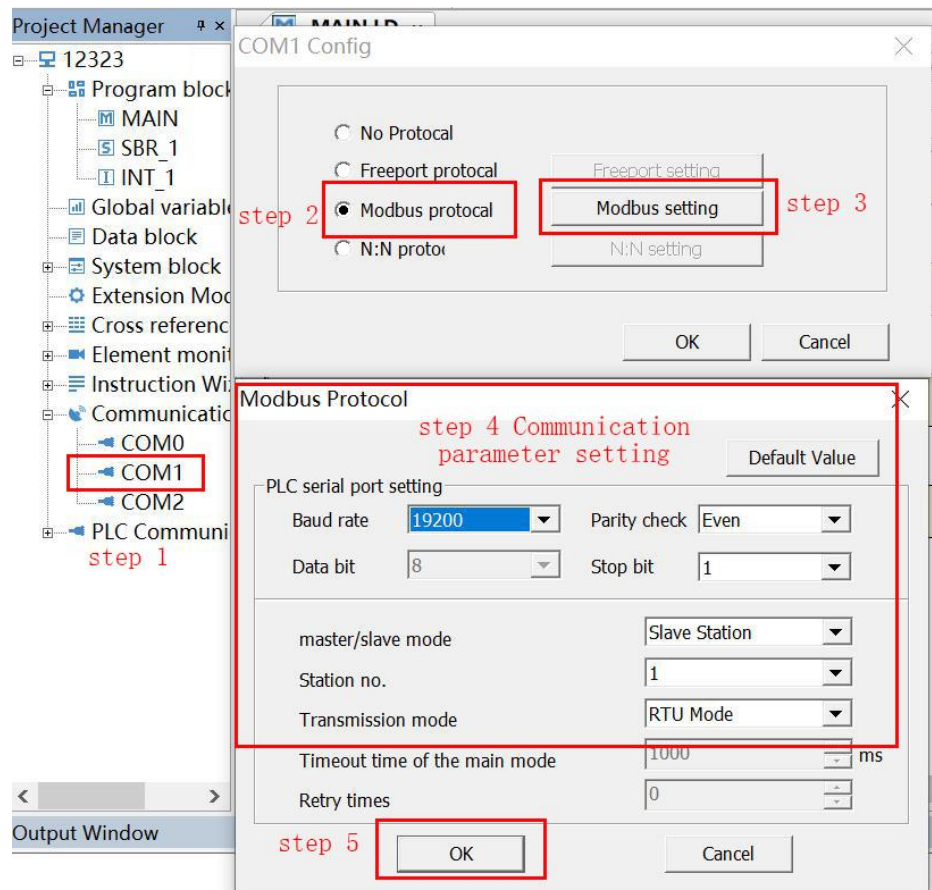 Project Manager
MAIN LD
12323
Program block
MAIN
SBR_1
INT_1
Global variable
Data block
System block
Extension Mod
Cross referenc
Element monit
Instruction Wi
Communicatio
COM0
COM1
COM2
PLC Communi
step 1
Output Window
COM1 Config
No Protocal
Freeport protocal
Freeport setting
step 2
Modbus protocal
Modbus setting
step 3
N:N protoc
N:N setting
OK
Cancel
Modbus Protocol
step 4 Communication
parameter setting
Default Value
PLC serial port setting
Baud rate 19200 Parity check Even
Data bit 8 Stop bit 1
master/slave mode Slave Station
Station no. 1
Transmission mode RTU Mode
Timeout time of the main mode 1000 ms
Retry times 0
step 5
OK
Cancel